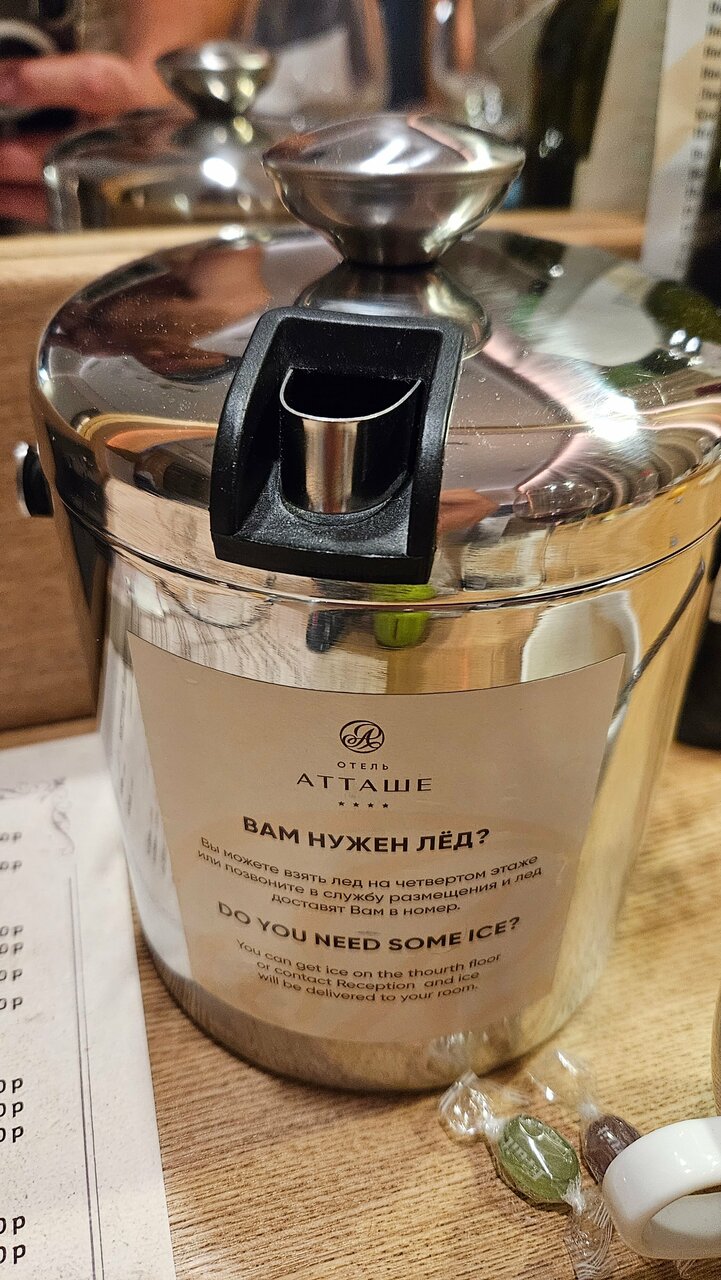 ОТЕЛЬ
АТТАШЕ
★★★★
ВАМ НУЖЕН ЛЁД?
Вы можете взять лед на четвертом этаже
или позвоните в службу размещения и лед
доставят Вам в номер.
DO YOU NEED SOME ICE?
You can get ice on the thourth floor
or contact Reception and ice
will be delivered to your room.